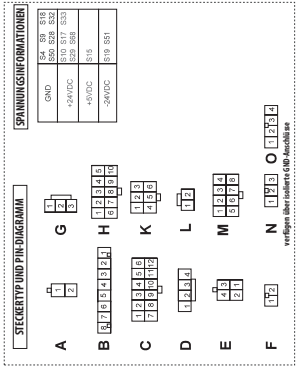 STECKERTYP UND PIN-DIAGRAMM
A
1
2
B
8 7 6 5 4 3 2 1
C
1 2 3 4 5 6
7 8 9 10 11 12
D
1 2 3 4
E
4 3
2 1
F
1 2
G
1
2
3
H
1 2 3 4 5
6 7 8 9 10
K
1 2 3
4 5 6
L
1 2
M
1 2 3 4
5 6 7 8
N
1 2 3
O
1 2 3 4
verfügen über isolierte GND-Anschlüsse
SPANNUNGSINFORMATIONEN
GND S4 S9 S18
S50 S28 S32
+24VDC S10 S17 S33
S29 S68
+5VDC S15
-24VDC S19 S51